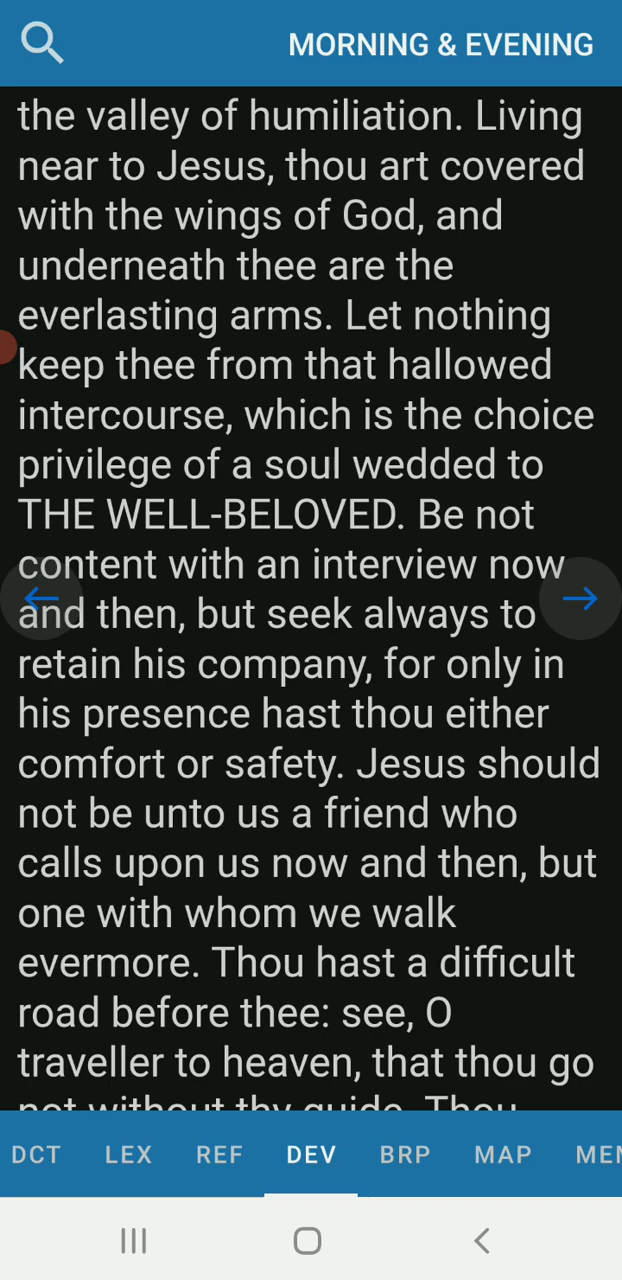 MORNING & EVENING
the valley of humiliation. Living
near to Jesus, thou art covered
with the wings of God, and
underneath thee are the
everlasting arms. Let nothing
keep thee from that hallowed
intercourse, which is the choice
privilege of a soul wedded to
THE WELL-BELOVED. Be not
content with an interview now
and then, but seek always to
retain his company, for only in
his presence hast thou either
comfort or safety. Jesus should
not be unto us a friend who
calls upon us now and then, but
one with whom we walk
evermore. Thou hast a difficult
road before thee: see, O
traveller to heaven, that thou go
not without thy guide. Thou
DCT LEX REF DEV BRP MAP